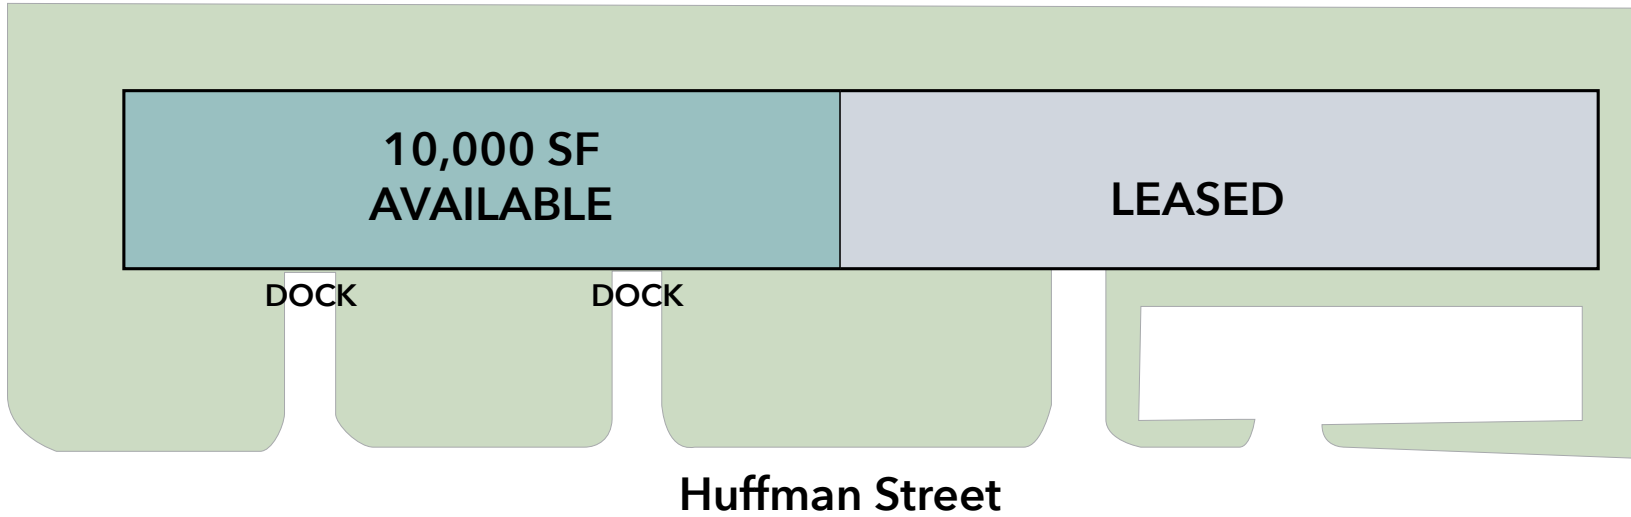 10,000 SF
AVAILABLE
LEASED
DOCK
DOCK
Huffman Street